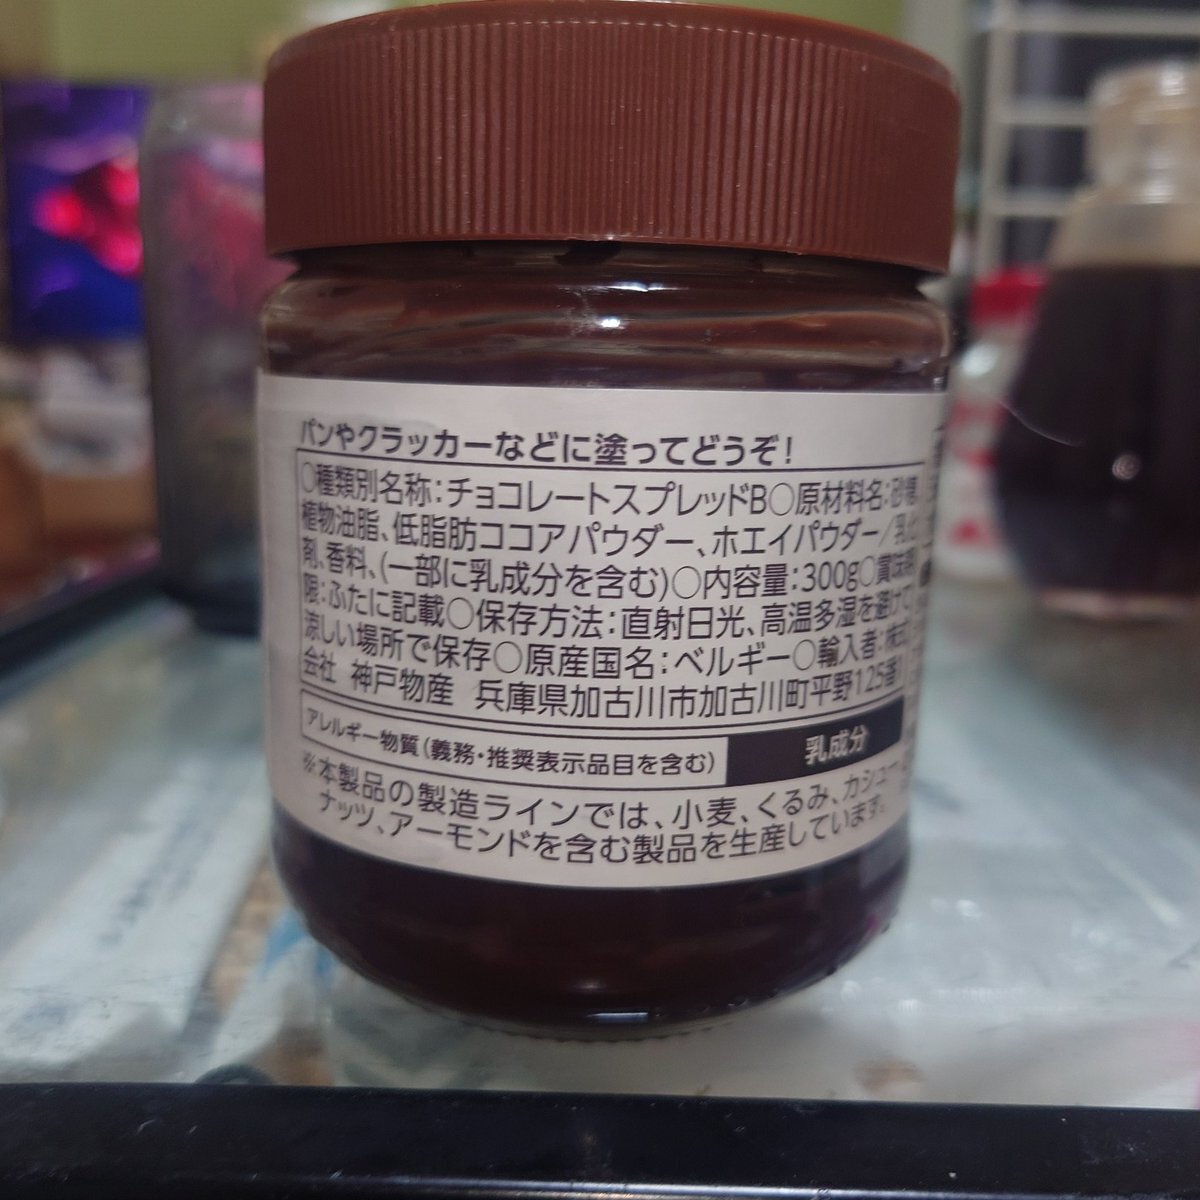 パンやクラッカーなどに塗ってどうぞ!
○種類別名称:チョコレートスプレッドB○原材料名:砂糖、
植物油脂、低脂肪ココアパウダー、ホエイパウダー/乳化
剤、香料、(一部に乳成分を含む)○内容量:300g○賞味期
限:ふたに記載○保存方法:直射日光、高温多湿を避けて
涼しい場所で保存○原産国名:ベルギー○輸入者:株式
会社 神戸物産 兵庫県加古川市加古川町平野125番1
アレルギー物質(義務・推奨表示品目を含む) 乳成分
※本製品の製造ラインでは、小麦、くるみ、カシュー
ナッツ、アーモンドを含む製品を生産しています。